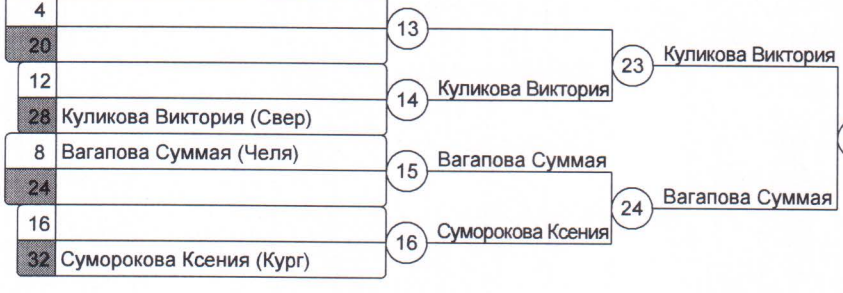 4
20
13
12
28 Куликова Виктория (Свер)
14 Куликова Виктория
23 Куликова Виктория
8 Вагапова Суммая (Челя)
24
15 Вагапова Суммая
16
32 Суморокова Ксения (Кург)
16 Суморокова Ксения
24 Вагапова Суммая